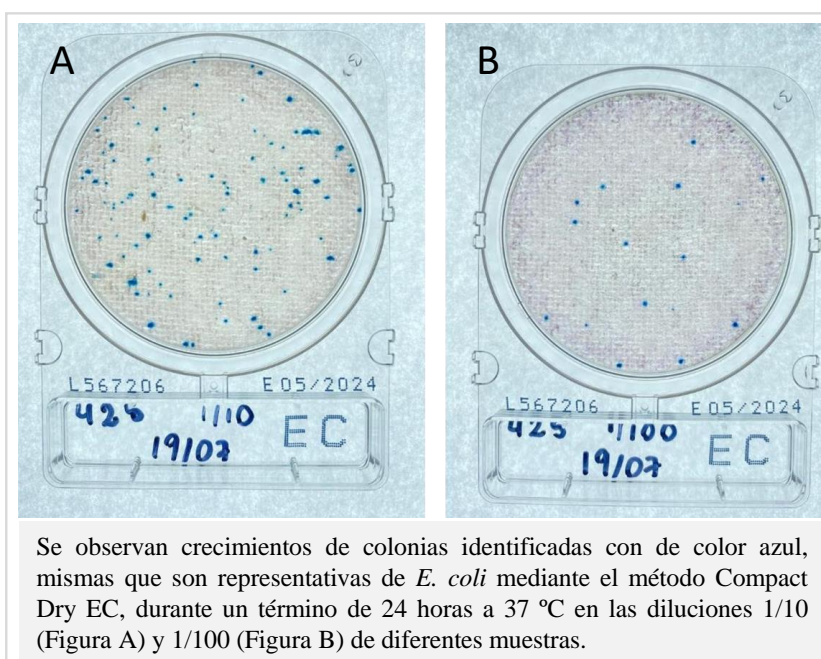 A
B
L567206 E 05/2024
425 1/10 EC
19/07
L567206 E 05/2024
425 1/100 EC
19/07
Se observan crecimientos de colonias identificadas con de color azul,
mismas que son representativas de E. coli mediante el método Compact
Dry EC, durante un término de 24 horas a 37 ºC en las diluciones 1/10
(Figura A) y 1/100 (Figura B) de diferentes muestras.